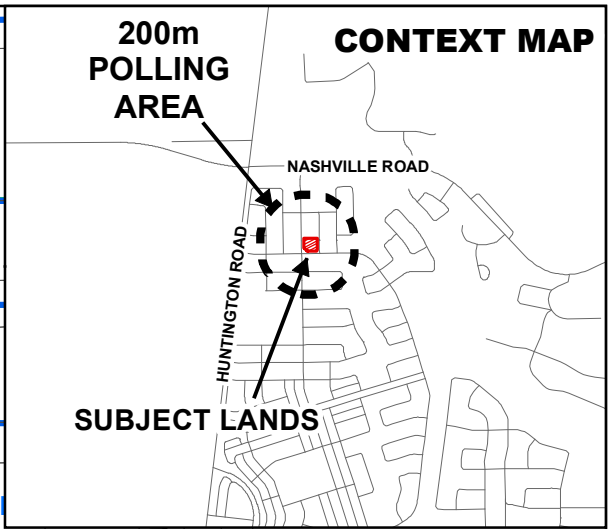 200m
POLLING
AREA
CONTEXT MAP
NASHVILLE ROAD
HUNTINGTON ROAD
SUBJECT LANDS